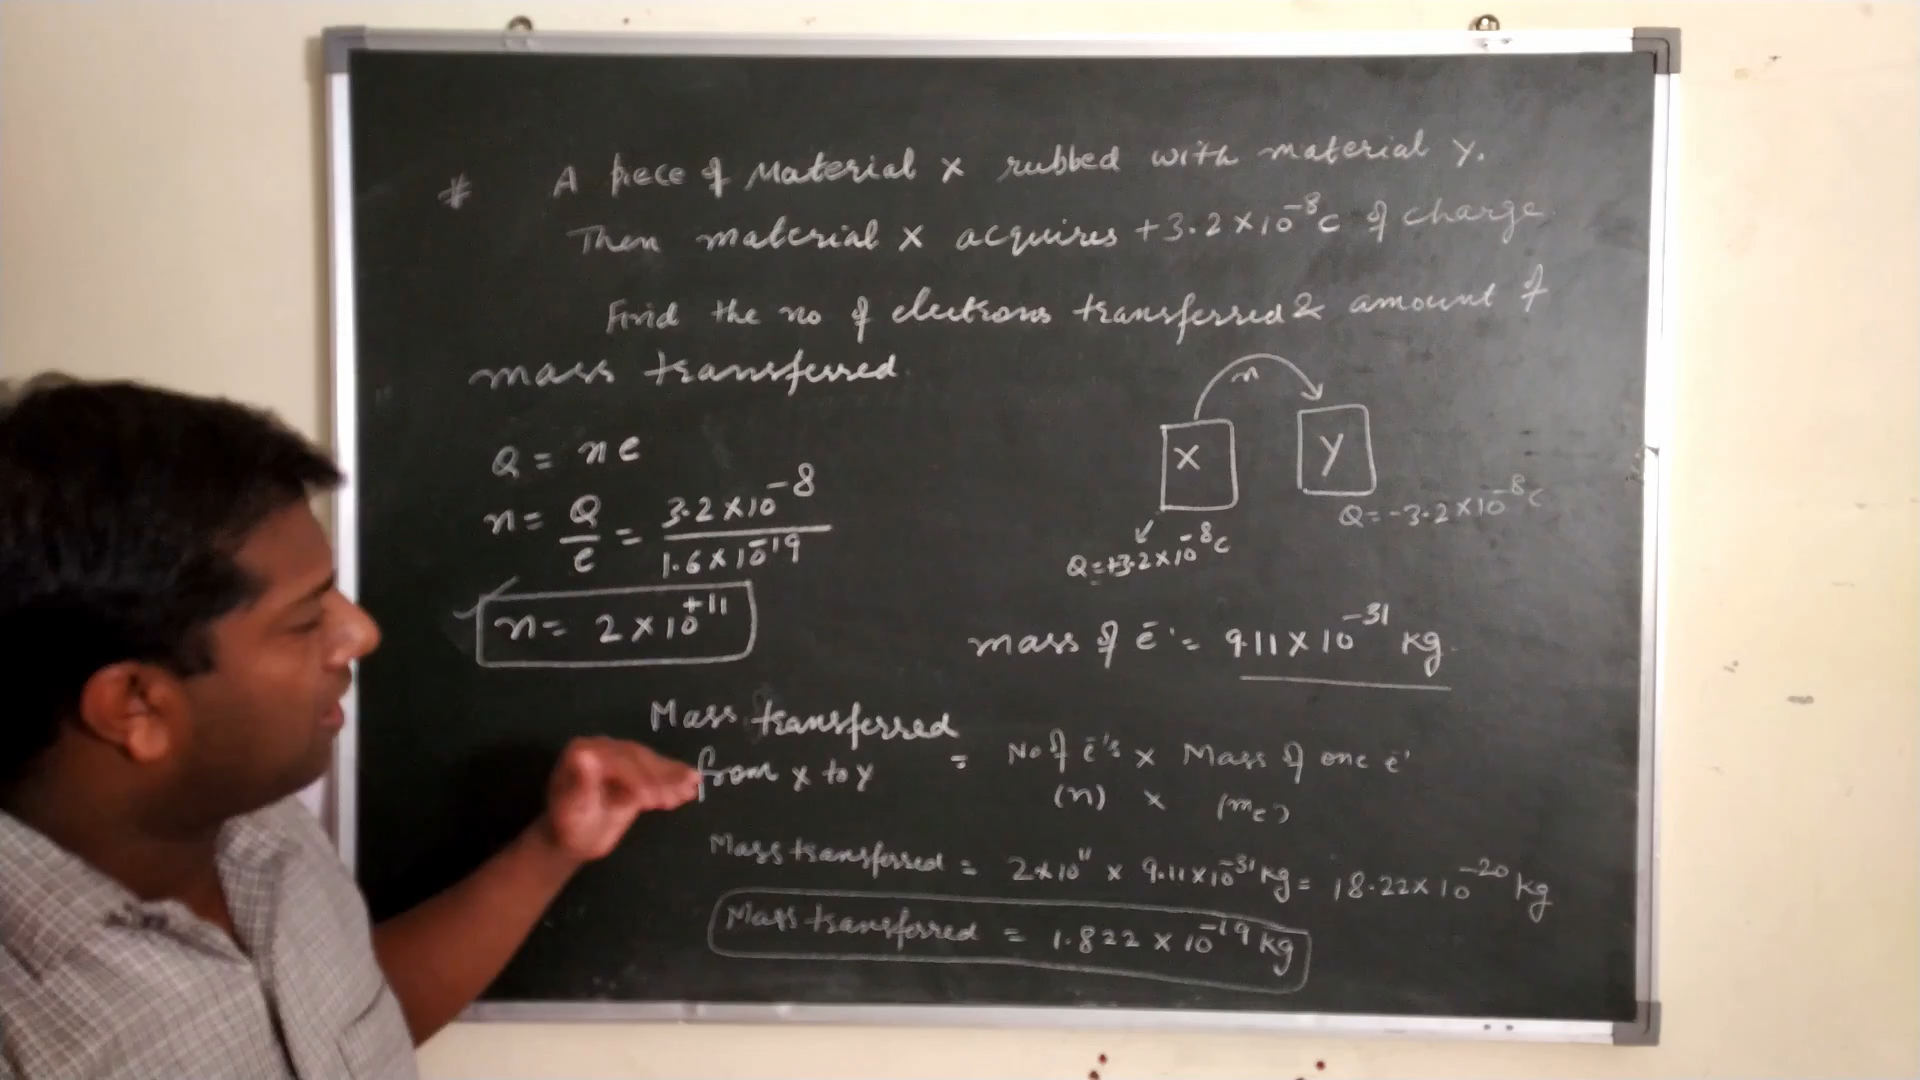 # A piece of Material X rubbed with material Y.
Then material X acquires +3.2×10⁻⁸C of charge
Find the no of electrons transferred & amount of
mass transferred.
Q = ne
n = Q/e = 3.2×10⁻⁸/1.6×10⁻¹⁹
n = 2×10⁺¹¹
n
X
Y
Q=+3.2×10⁻⁸C
Q=-3.2×10⁻⁸C
mass of e⁻ = 9.11×10⁻³¹ kg.
Mass transferred from X to Y = No of e⁻'s × Mass of one e⁻
(n) × (me)
Mass transferred = 2×10¹¹ × 9.11×10⁻³¹ kg = 18.22×10⁻²⁰ kg
Mass transferred = 1.822×10⁻¹⁹ kg